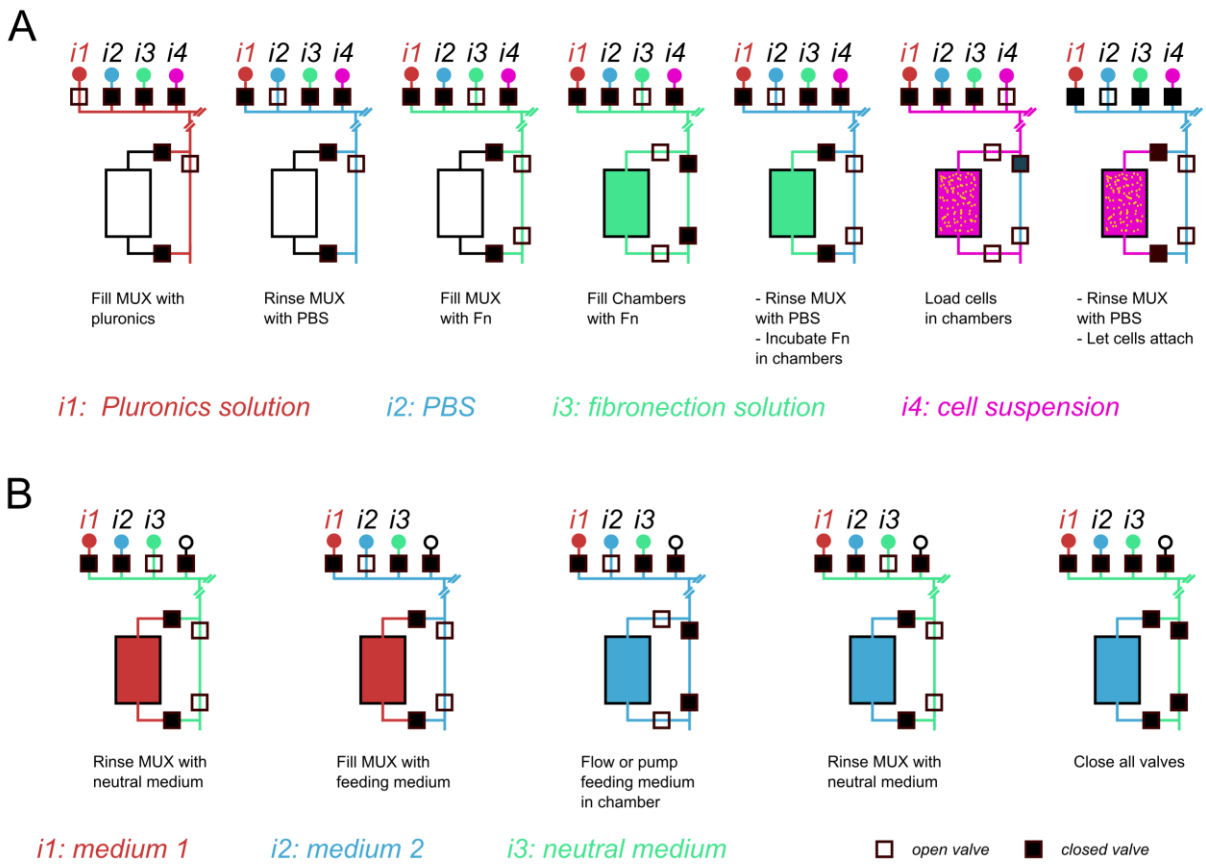 A
i1 i2 i3 i4 i1 i2 i3 i4 i1 i2 i3 i4 i1 i2 i3 i4 i1 i2 i3 i4 i1 i2 i3 i4 i1 i2 i3 i4
Fill MUX with
pluronics
Rinse MUX
with PBS
Fill MUX
with Fn
Fill Chambers
with Fn
- Rinse MUX
with PBS
- Incubate Fn
in chambers
Load cells
in chambers
- Rinse MUX
with PBS
- Let cells attach
i1: Pluronics solution i2: PBS i3: fibronection solution i4: cell suspension
B
i1 i2 i3 i1 i2 i3 i1 i2 i3 i1 i2 i3 i1 i2 i3
Rinse MUX with
neutral medium
Fill MUX with
feeding medium
Flow or pump
feeding medium
in chamber
Rinse MUX with
neutral medium
Close all valves
i1: medium 1 i2: medium 2 i3: neutral medium open valve closed valve